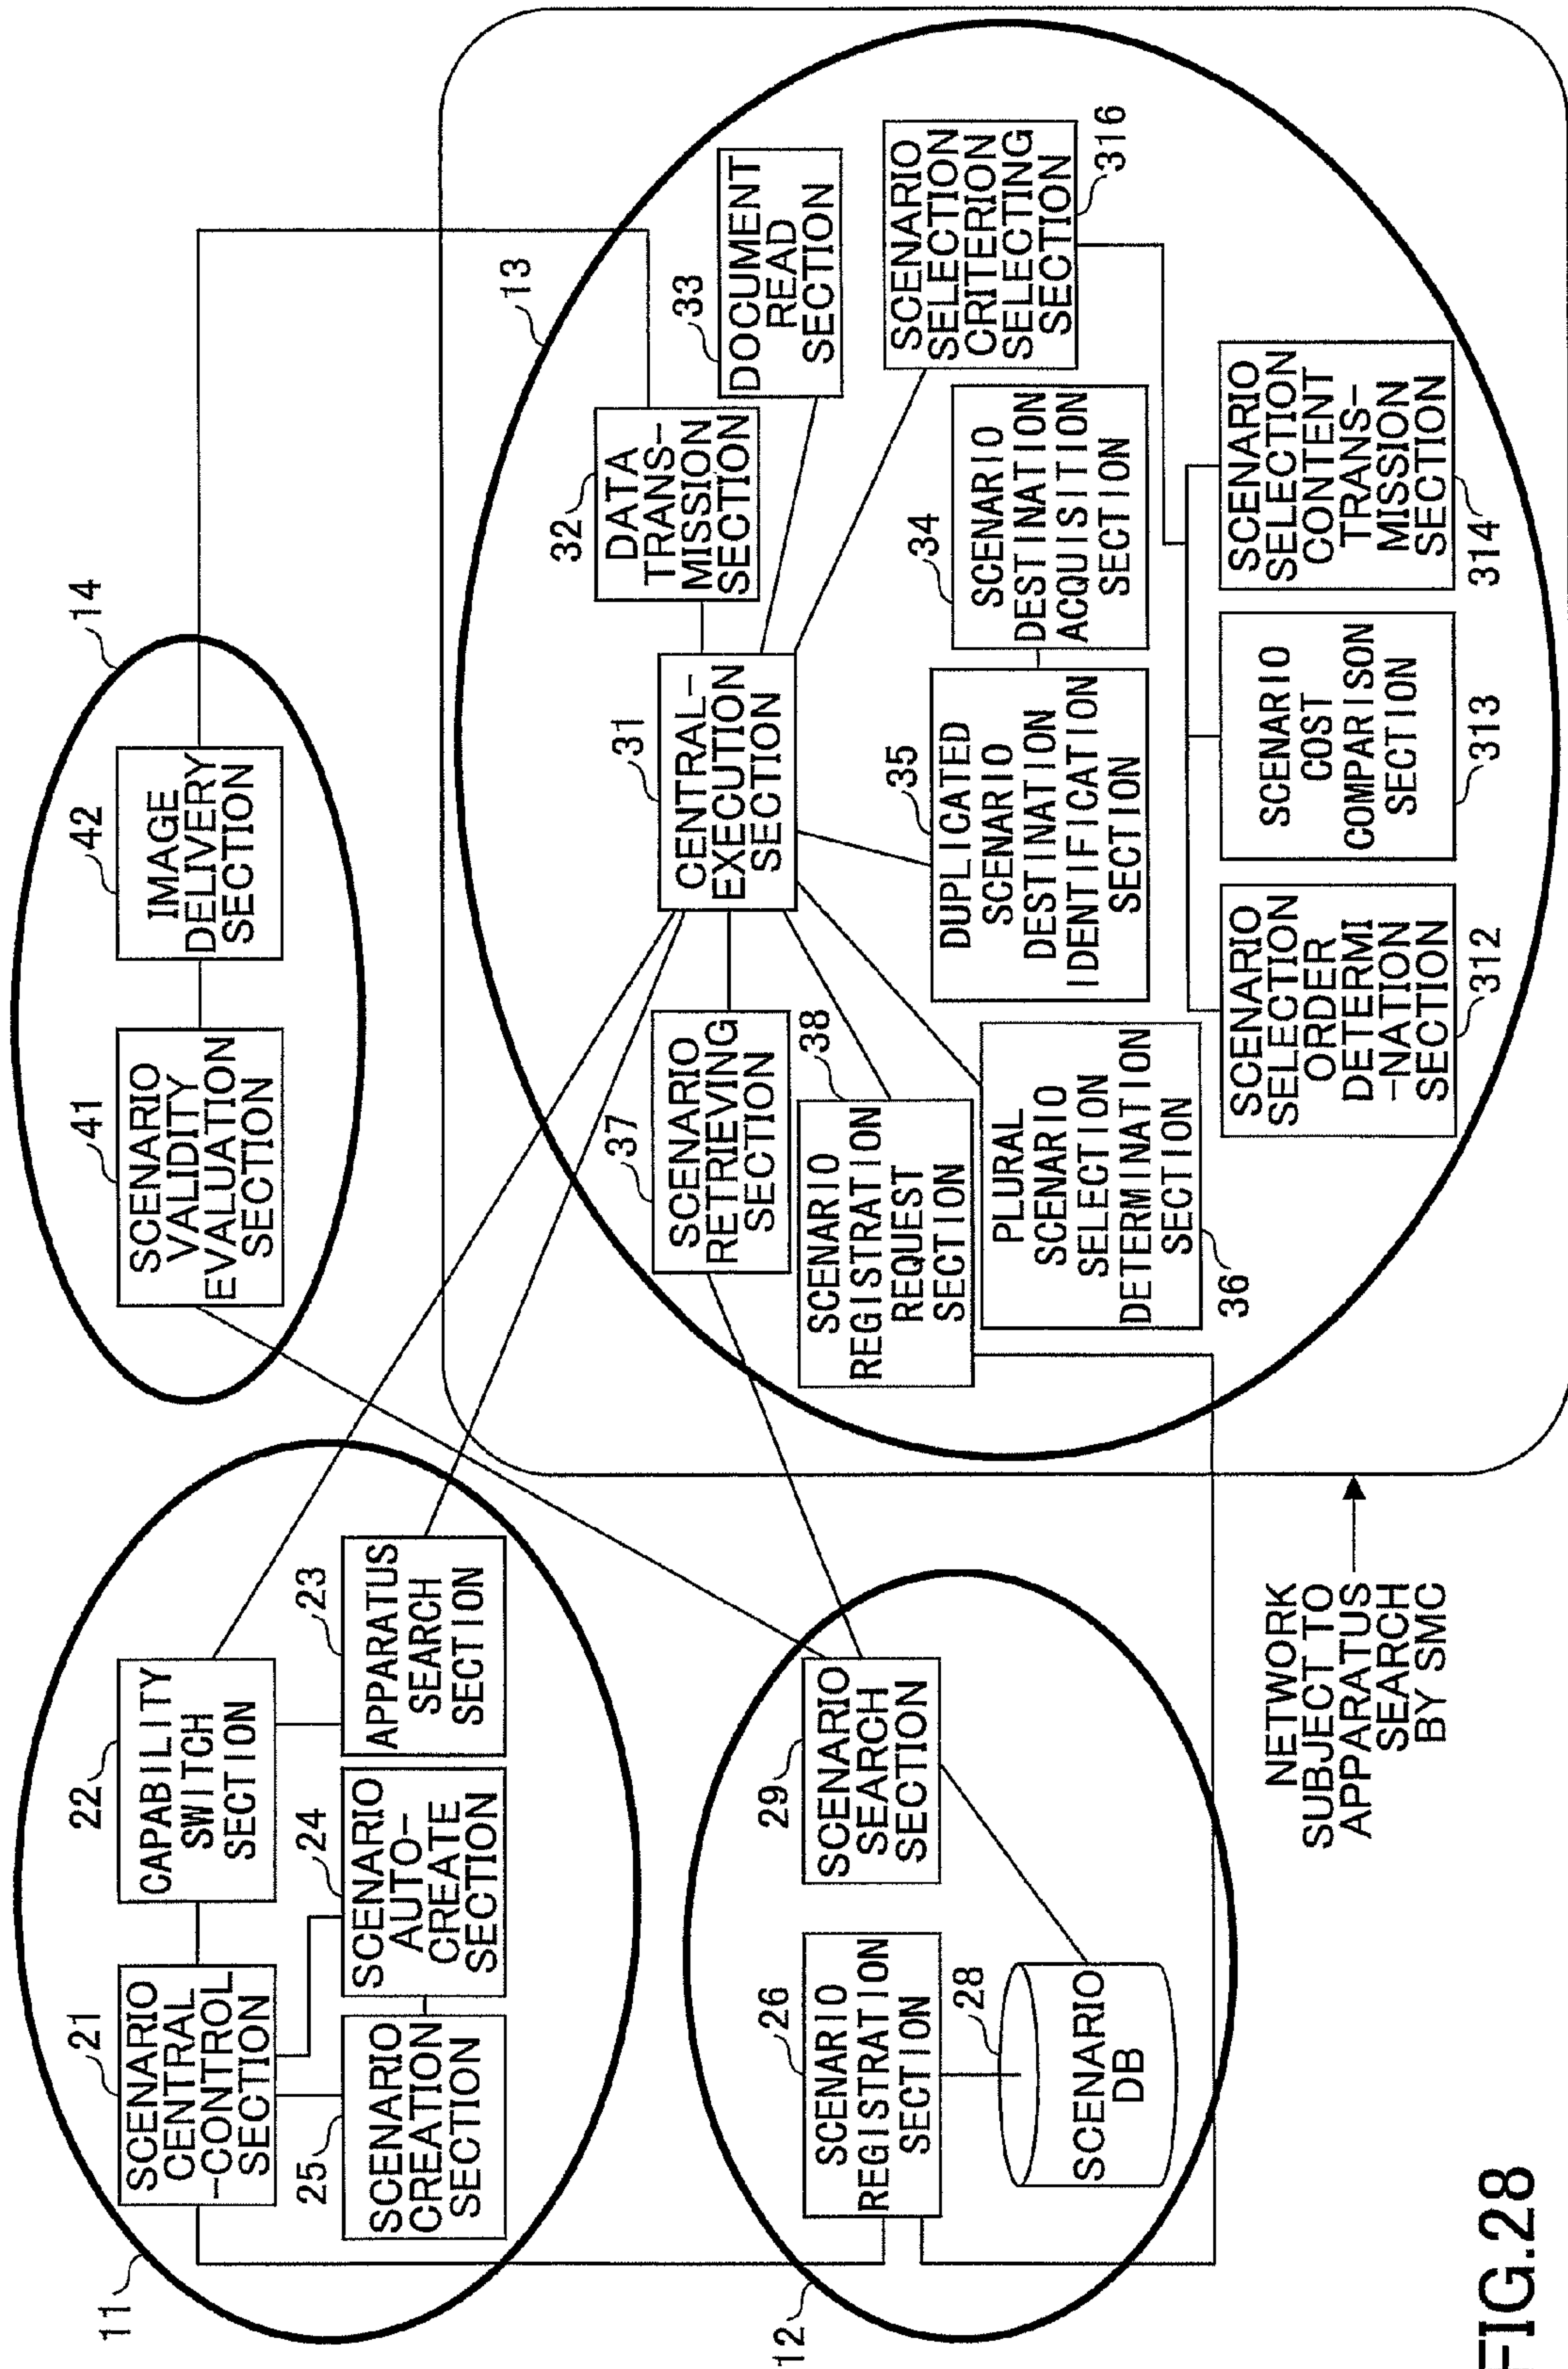 11
SCENARIO
CENTRAL
-CONTROL
SECTION
21
CAPABILITY
SWITCH
SECTION
22
APPARATUS
SEARCH
SECTION
23
SCENARIO
AUTO-
CREATE
SECTION
24
SCENARIO
CREATION
SECTION
25
14
SCENARIO
VALIDITY
EVALUATION
SECTION
41
IMAGE
DELIVERY
SECTION
42
12
SCENARIO
REGISTRATION
SECTION
26
SCENARIO
DB
28
SCENARIO
SEARCH
SECTION
29
13
CENTRAL-
EXECUTION
SECTION
31
DATA
TRANS-
MISSION
SECTION
32
DOCUMENT
READ
SECTION
33
SCENARIO
RETRIEVING
SECTION
37
SCENARIO
REGISTRATION
REQUEST
SECTION
38
PLURAL
SCENARIO
SELECTION
DETERMINATION
SECTION
36
DUPLICATED
SCENARIO
DESTINATION
IDENTIFICATION
SECTION
35
SCENARIO
DESTINATION
ACQUISITION
SECTION
34
SCENARIO
SELECTION
CRITERION
SELECTING
SECTION
316
SCENARIO
SELECTION
ORDER
DETERMI
-NATION
SECTION
312
SCENARIO
COST
COMPARISON
SECTION
313
SCENARIO
SELECTION
CONTENT
TRANS-
MISSION
SECTION
314
NETWORK
SUBJECT TO
APPARATUS
SEARCH
BY SMC
FIG.28